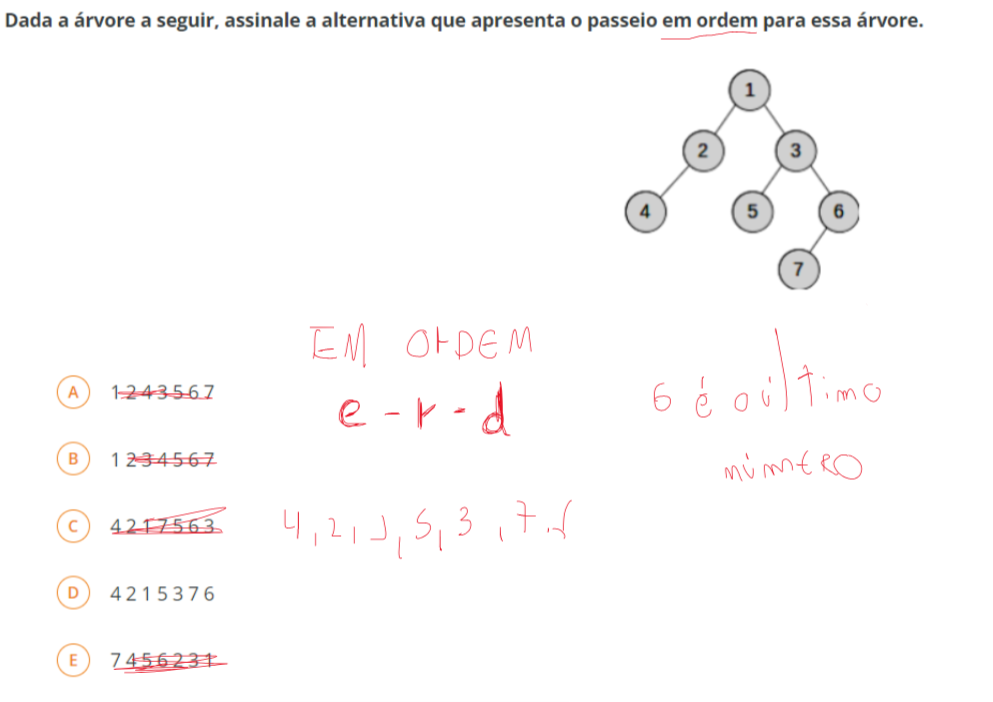 Dada a árvore a seguir, assinale a alternativa que apresenta o passeio em ordem para essa árvore.
1
2 3
4 5 6
7
EM ORDEM
e - r - d
6 é o último
número
A 1 2 4 3 5 6 7
B 1 2 3 4 5 6 7
C 4 2 1 7 5 6 3
4, 2, 1, 5, 3, 7, 6
D 4 2 1 5 3 7 6
E 7 4 5 6 2 3 1